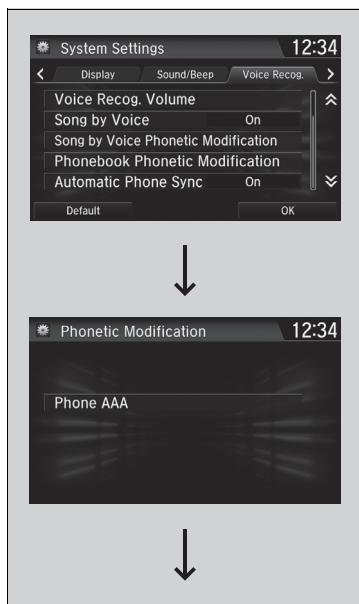 System Settings 12:34
Display Sound/Beep Voice Recog.
Voice Recog. Volume
Song by Voice On
Song by Voice Phonetic Modification
Phonebook Phonetic Modification
Automatic Phone Sync On
Default OK
Phonetic Modification 12:34
Phone AAA